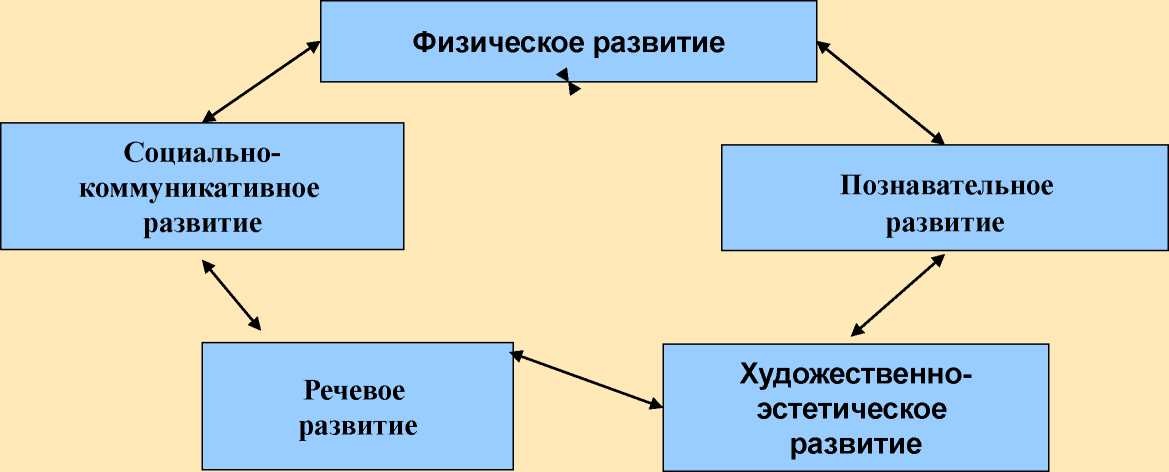 Физическое развитие
Социально-
коммуникативное
развитие
Познавательное
развитие
Речевое
развитие
Художественно-
эстетическое
развитие